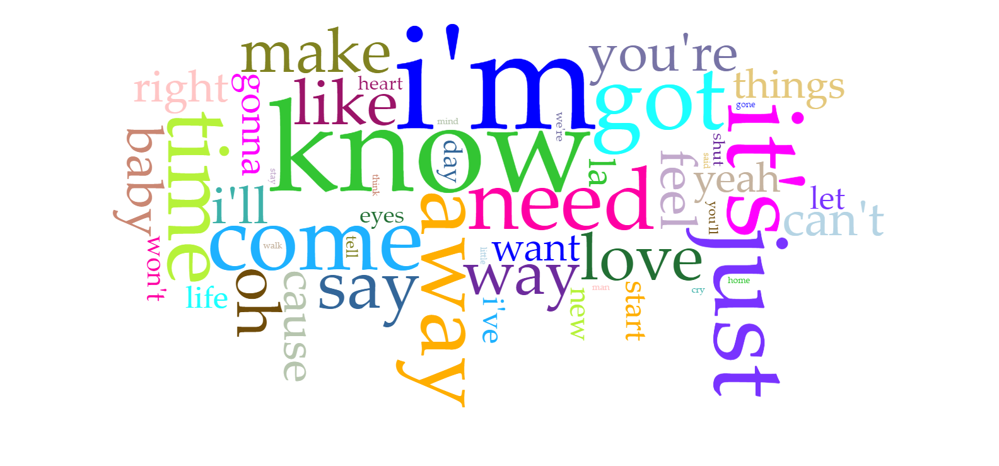 i'm
make
you're
right
gonna
like
heart
got
things
gone
know
mind
we're
it's
time
baby
day
shut
said
stay
think
la
feel
yeah
i'll
need
let
away
eyes
you'll
can't
come
walk
tell
little
want
love
just
won't
say
way
home
oh
cause
life
i've
new
man
start
cry